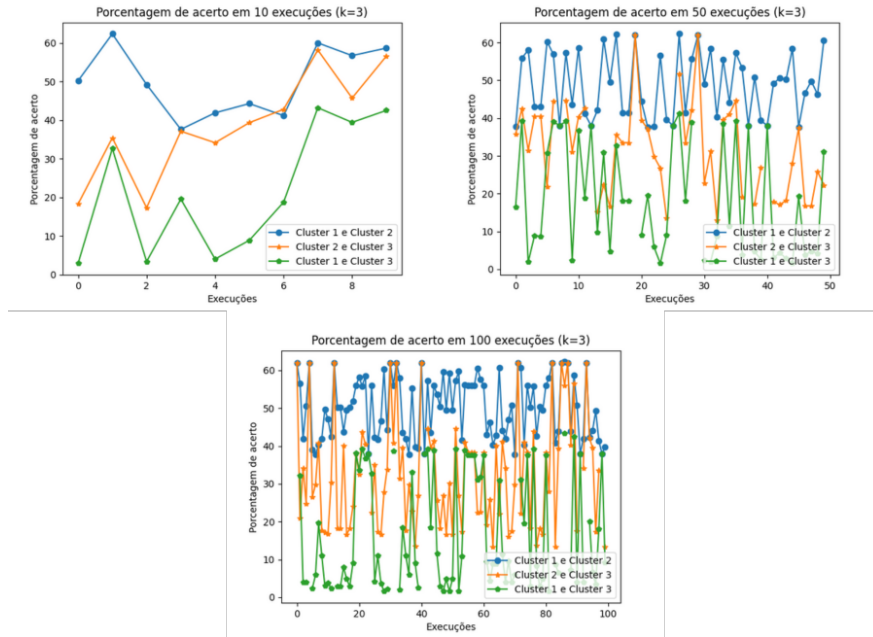 Porcentagem de acerto em 10 execuções (k=3)
Porcentagem de acerto
60
50
40
30
20
10
0
0 2 4 6 8
Execuções
Cluster 1 e Cluster 2
Cluster 2 e Cluster 3
Cluster 1 e Cluster 3
Porcentagem de acerto em 50 execuções (k=3)
Porcentagem de acerto
60
50
40
30
20
10
0
0 10 20 30 40 50
Execuções
Cluster 1 e Cluster 2
Cluster 2 e Cluster 3
Cluster 1 e Cluster 3
Porcentagem de acerto em 100 execuções (k=3)
Porcentagem de acerto
60
50
40
30
20
10
0
0 20 40 60 80 100
Execuções
Cluster 1 e Cluster 2
Cluster 2 e Cluster 3
Cluster 1 e Cluster 3